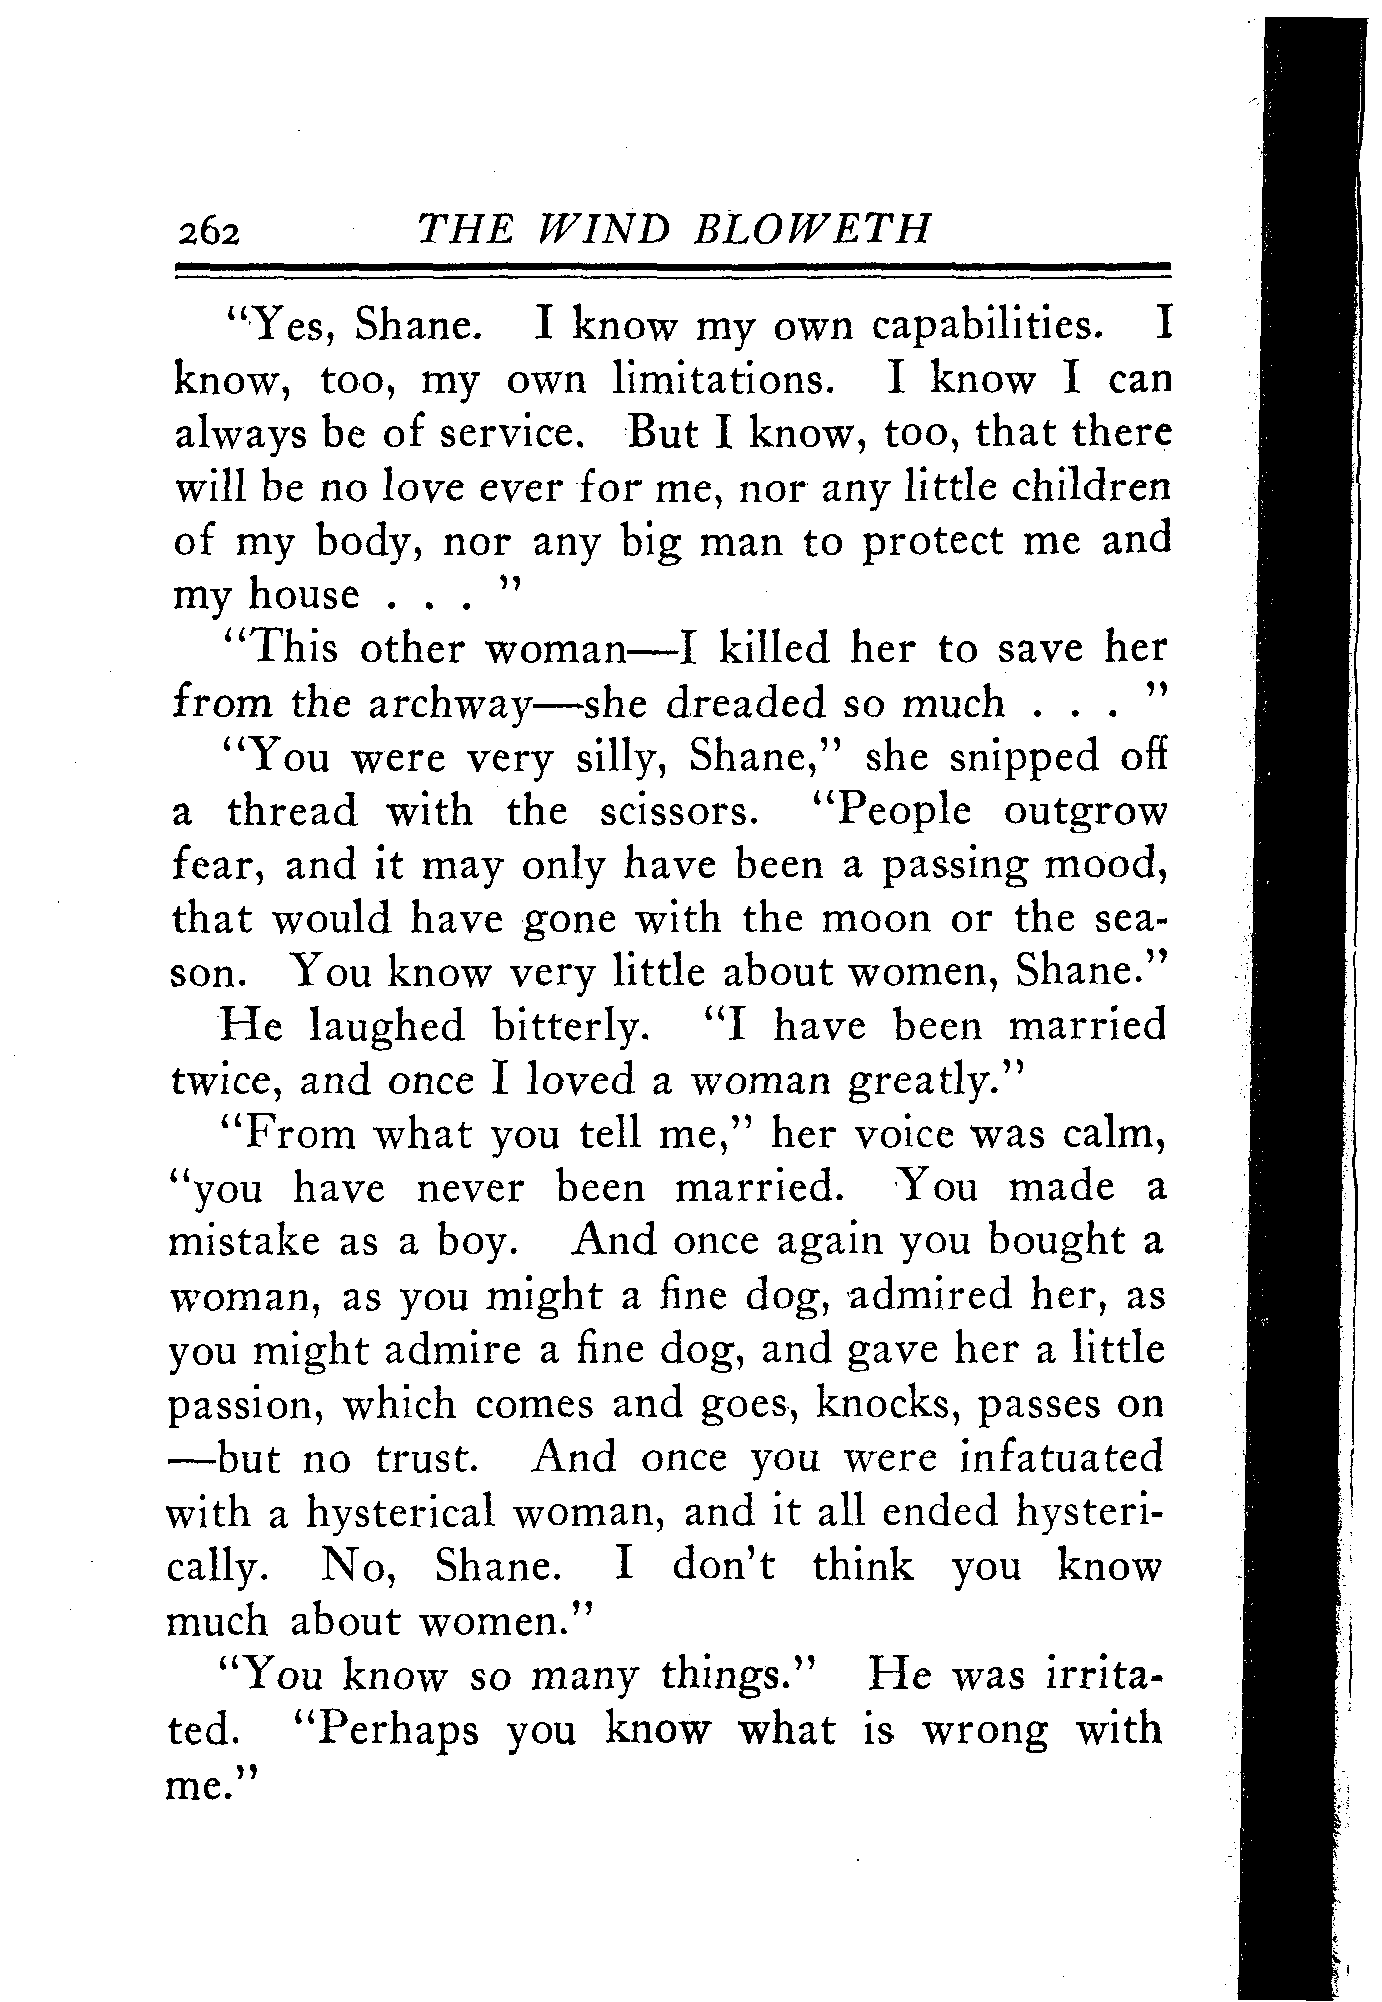 262 THE WIND BLOWETH
"Yes, Shane. I know my own capabilities. I
know, too, my own limitations. I know I can
always be of service. But I know, too, that there
will be no love ever for me, nor any little children
of my body, nor any big man to protect me and
my house . . . "
"This other woman—I killed her to save her
from the archway—she dreaded so much . . . "
"You were very silly, Shane," she snipped off
a thread with the scissors. "People outgrow
fear, and it may only have been a passing mood,
that would have gone with the moon or the sea-
son. You know very little about women, Shane."
He laughed bitterly. "I have been married
twice, and once I loved a woman greatly."
"From what you tell me," her voice was calm,
"you have never been married. You made a
mistake as a boy. And once again you bought a
woman, as you might a fine dog, admired her, as
you might admire a fine dog, and gave her a little
passion, which comes and goes, knocks, passes on
—but no trust. And once you were infatuated
with a hysterical woman, and it all ended hysteri-
cally. No, Shane. I don't think you know
much about women."
"You know so many things." He was irrita-
ted. "Perhaps you know what is wrong with
me."